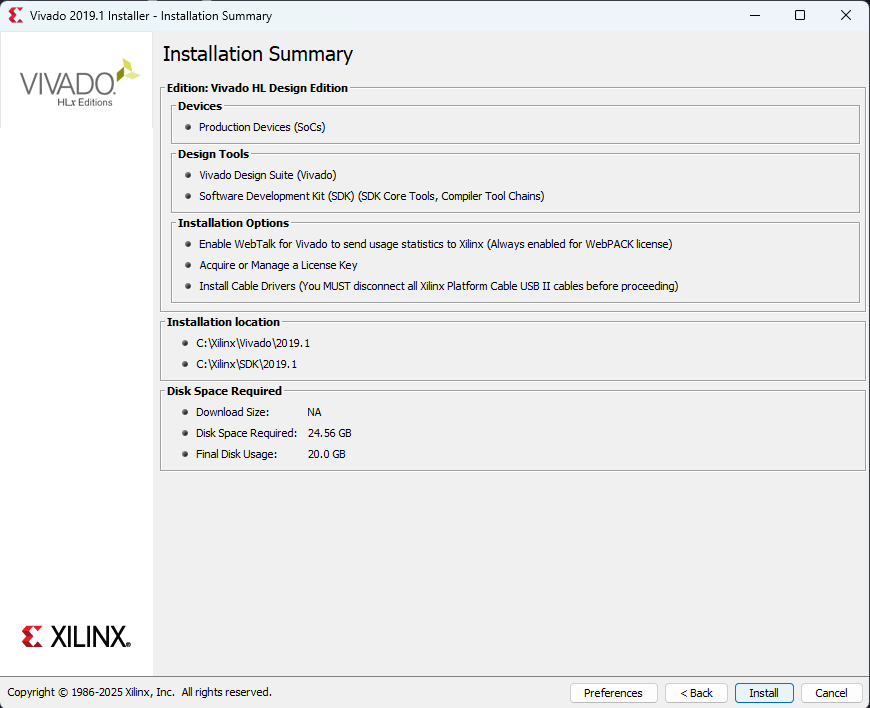 Vivado 2019.1 Installer - Installation Summary
VIVADO.
HLx Editions
Installation Summary
Edition: Vivado HL Design Edition
Devices
Production Devices (SoCs)
Design Tools
Vivado Design Suite (Vivado)
Software Development Kit (SDK) (SDK Core Tools, Compiler Tool Chains)
Installation Options
Enable WebTalk for Vivado to send usage statistics to Xilinx (Always enabled for WebPACK license)
Acquire or Manage a License Key
Install Cable Drivers (You MUST disconnect all Xilinx Platform Cable USB II cables before proceeding)
Installation location
C:\Xilinx\Vivado\2019.1
C:\Xilinx\SDK\2019.1
Disk Space Required
Download Size: NA
Disk Space Required: 24.56 GB
Final Disk Usage: 20.0 GB
XILINX®
Copyright © 1986-2025 Xilinx, Inc. All rights reserved.
Preferences < Back Install Cancel